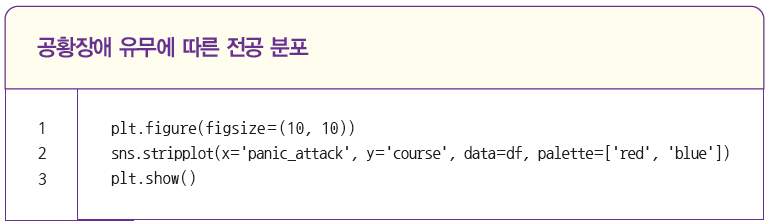 공황장애 유무에 따른 전공 분포
1 plt.figure(figsize=(10, 10))
2 sns.stripplot(x='panic_attack', y='course', data=df, palette=['red', 'blue'])
3 plt.show()